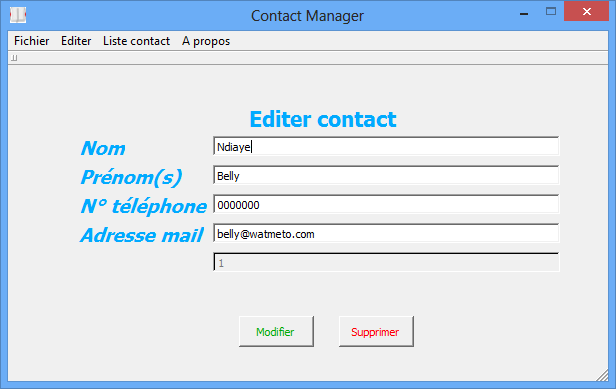 Contact Manager
Fichier Editer Liste contact A propos
Editer contact
Nom Ndiaye
Prénom(s) Belly
N° téléphone 0000000
Adresse mail belly@watmeto.com
1
Modifier Supprimer